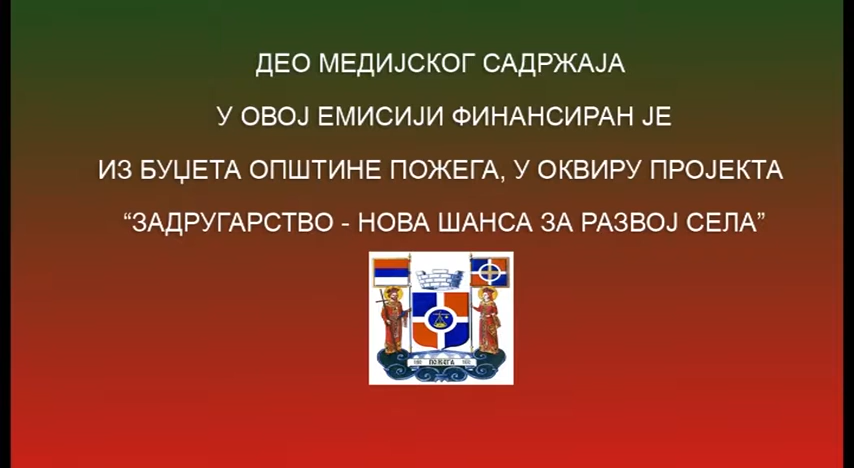 ДЕО МЕДИЈСКОГ САДРЖАЈА
У ОВОЈ ЕМИСИЈИ ФИНАНСИРАН ЈЕ
ИЗ БУЏЕТА ОПШТИНЕ ПОЖЕГА, У ОКВИРУ ПРОЈЕКТА
“ЗАДРУГАРСТВО - НОВА ШАНСА ЗА РАЗВОЈ СЕЛА”
ПОЖЕГА